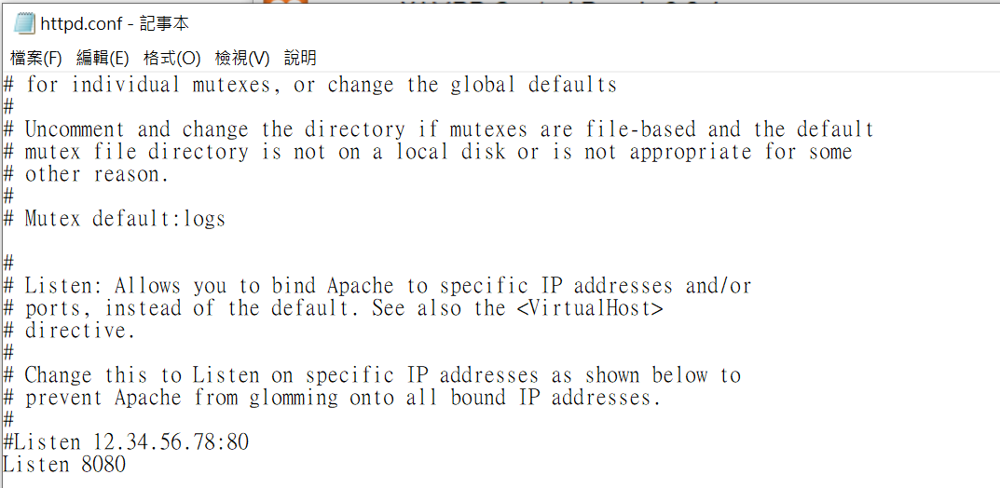 httpd.conf - 記事本
檔案(F) 編輯(E) 格式(O) 檢視(V) 說明
# for individual mutexes, or change the global defaults
#
# Uncomment and change the directory if mutexes are file-based and the default
# mutex file directory is not on a local disk or is not appropriate for some
# other reason.
#
# Mutex default:logs
#
# Listen: Allows you to bind Apache to specific IP addresses and/or
# ports, instead of the default. See also the <VirtualHost>
# directive.
#
# Change this to Listen on specific IP addresses as shown below to
# prevent Apache from glomming onto all bound IP addresses.
#
#Listen 12.34.56.78:80
Listen 8080